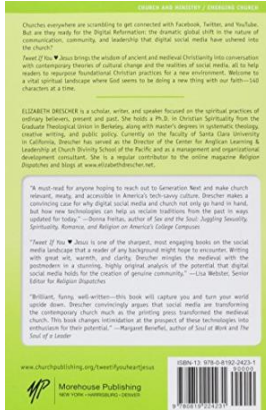 CHURCH AND MINISTRY / EMERGING CHURCH
Churches everywhere are scrambling to get connected with Facebook, Twitter, and YouTube.
But are they ready for the Digital Reformation: the dramatic global shift in the nature of
communication, community, and leadership that digital social media have ushered into
the church?
Tweet If You ♥ Jesus brings the wisdom of ancient and medieval Christianity into conversation
with contemporary theories of cultural change and the realities of social media, all to help
leaders to repurpose foundational Christian practices for a new environment. Welcome to
a vital spiritual landscape where God seems to be doing a new thing with our faith—140
characters at a time.
ELIZABETH DRESCHER is a scholar, writer, and speaker focused on the spiritual practices of
ordinary believers, present and past. She holds a Ph.D. in Christian Spirituality from the
Graduate Theological Union in Berkeley, along with master's degrees in systematic theology,
creative writing, and public policy. Currently on the faculty of Santa Clara University
in California, Drescher has served as the Director of the Center for Anglican Learning &
Leadership at Church Divinity School of the Pacific and as a management and organizational
development consultant. She is a regular contributor to the online magazine Religion
Dispatches and blogs at www.elizabethdrescher.net.
"A must-read for anyone hoping to reach out to Generation Next and make church
relevant, meaty, and accessible in America's tech-savvy culture. Drescher makes a
convincing case for why digital social media and church not only go hand in hand,
but how new technologies can help us reclaim traditions from the past in ways
updated for today." —Donna Freitas, author of Sex and the Soul: Juggling Sexuality,
Spirituality, Romance, and Religion on America's College Campuses
"Tweet If You ♥ Jesus is one of the sharpest, most engaging books on the social
media landscape that a reader of any background might hope to encounter. Writing
with great wit, warmth, and clarity, Drescher mingles the medieval with the
postmodern in a stunning, highly original analysis of the potential that digital
social media holds for the creation of genuine community." —Lisa Webster, Senior
Editor for Religion Dispatches
"Brilliant, funny, well-written—this book will capture you and turn your world
upside down. Drescher convincingly argues that social media are transforming
the contemporary church as much as the printing press transformed the medieval
church. This book changes intimidation at the prospect of these technologies into
enthusiasm for their potential." —Margaret Benefiel, author of Soul at Work and The
Soul of a Leader
www.churchpublishing.org/tweetifyouheartjesus
ISBN-13: 978-0-8192-2423-1
90000
MP
Morehouse Publishing
NEW YORK • HARRISBURG • DENVER
9 780819 224231